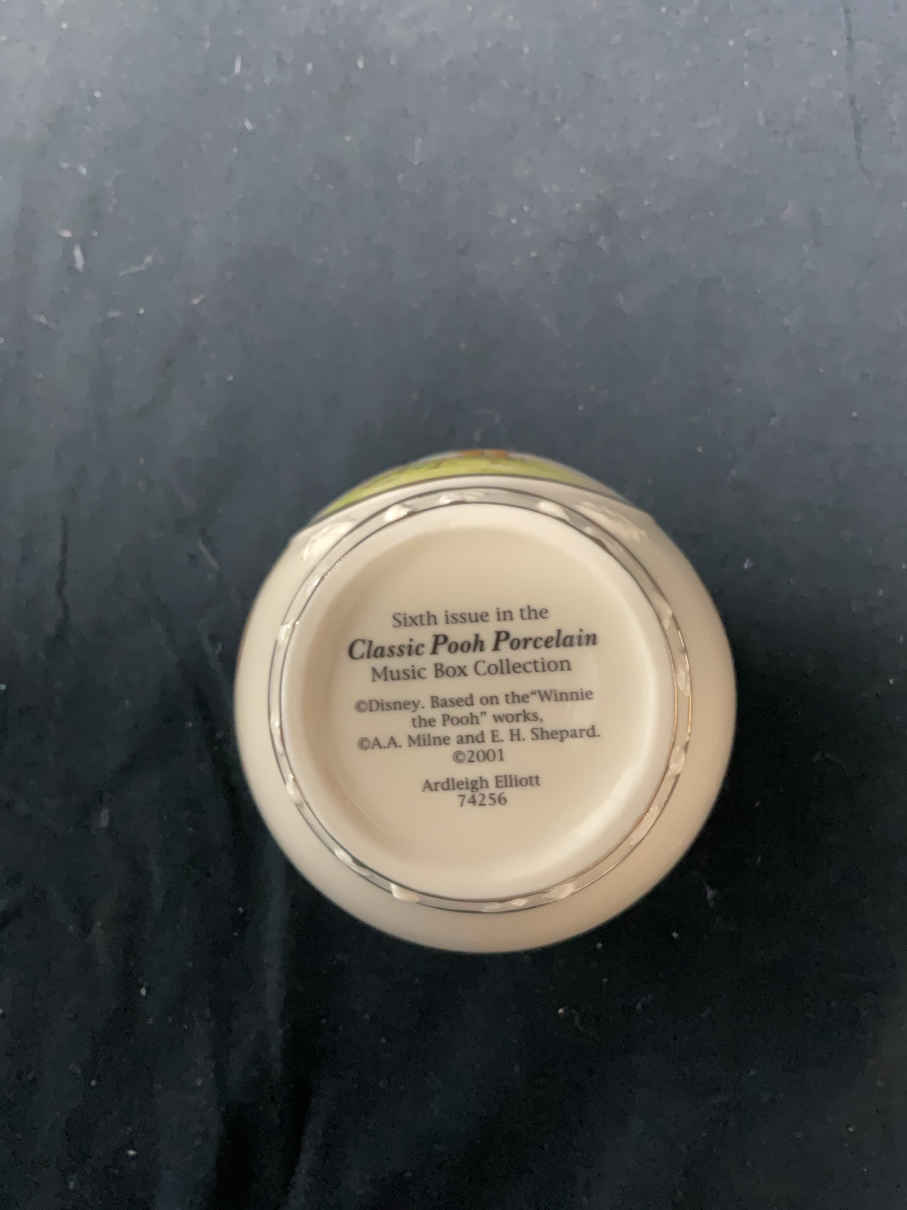 Sixth issue in the
Classic Pooh Porcelain
Music Box Collection
©Disney. Based on the“Winnie
the Pooh” works,
©A.A. Milne and E. H. Shepard.
©2001
Ardleigh Elliott
74256